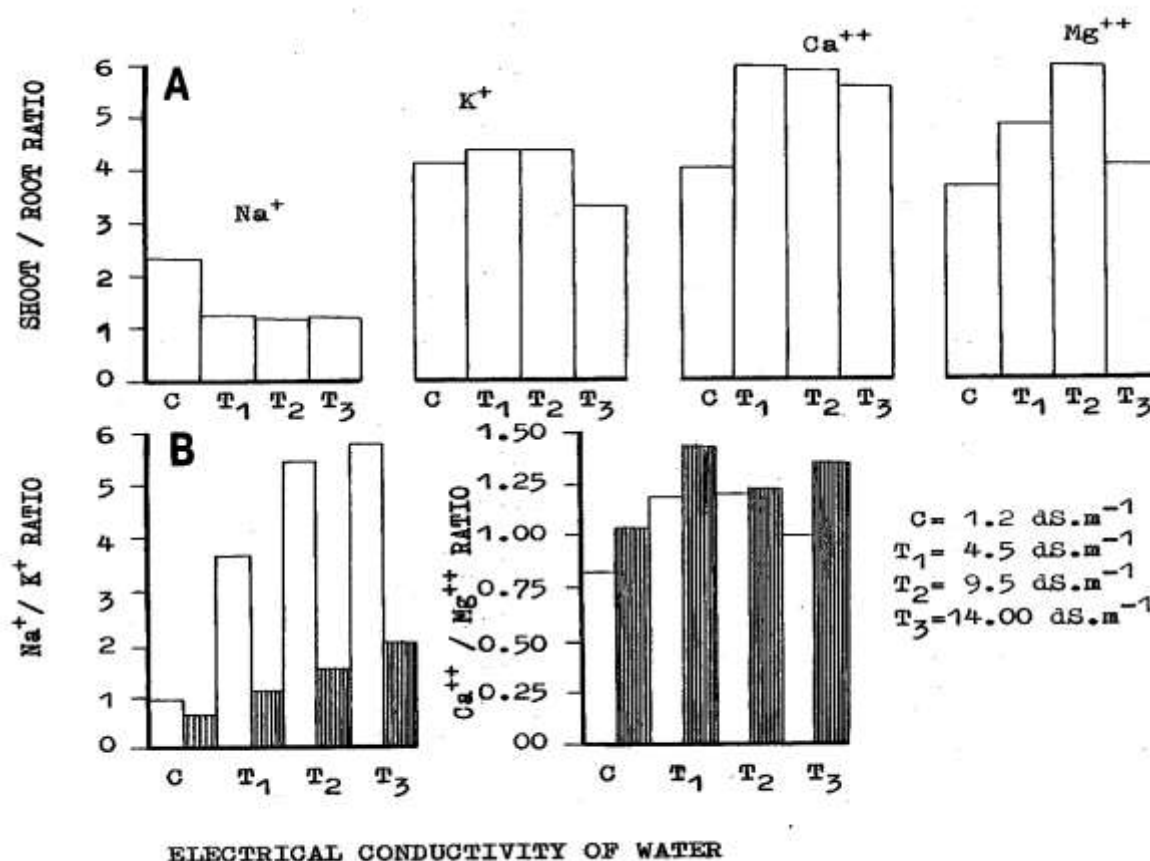 A
SHOOT / ROOT RATIO
6
5
4
3
2
1
0
Na⁺
K⁺
Ca⁺⁺
Mg⁺⁺
C T₁ T₂ T₃
C T₁ T₂ T₃
C T₁ T₂ T₃
C T₁ T₂ T₃
B
Na⁺/ K⁺ RATIO
6
5
4
3
2
1
0
C T₁ T₂ T₃
Ca⁺⁺ / Mg⁺⁺ RATIO
1.50
1.25
1.00
0.75
0.50
0.25
00
C T₁ T₂ T₃
C= 1.2 dS.m⁻¹
T₁= 4.5 dS.m⁻¹
T₂= 9.5 dS.m⁻¹
T₃=14.00 dS.m⁻¹
ELECTRICAL CONDUCTIVITY OF WATER